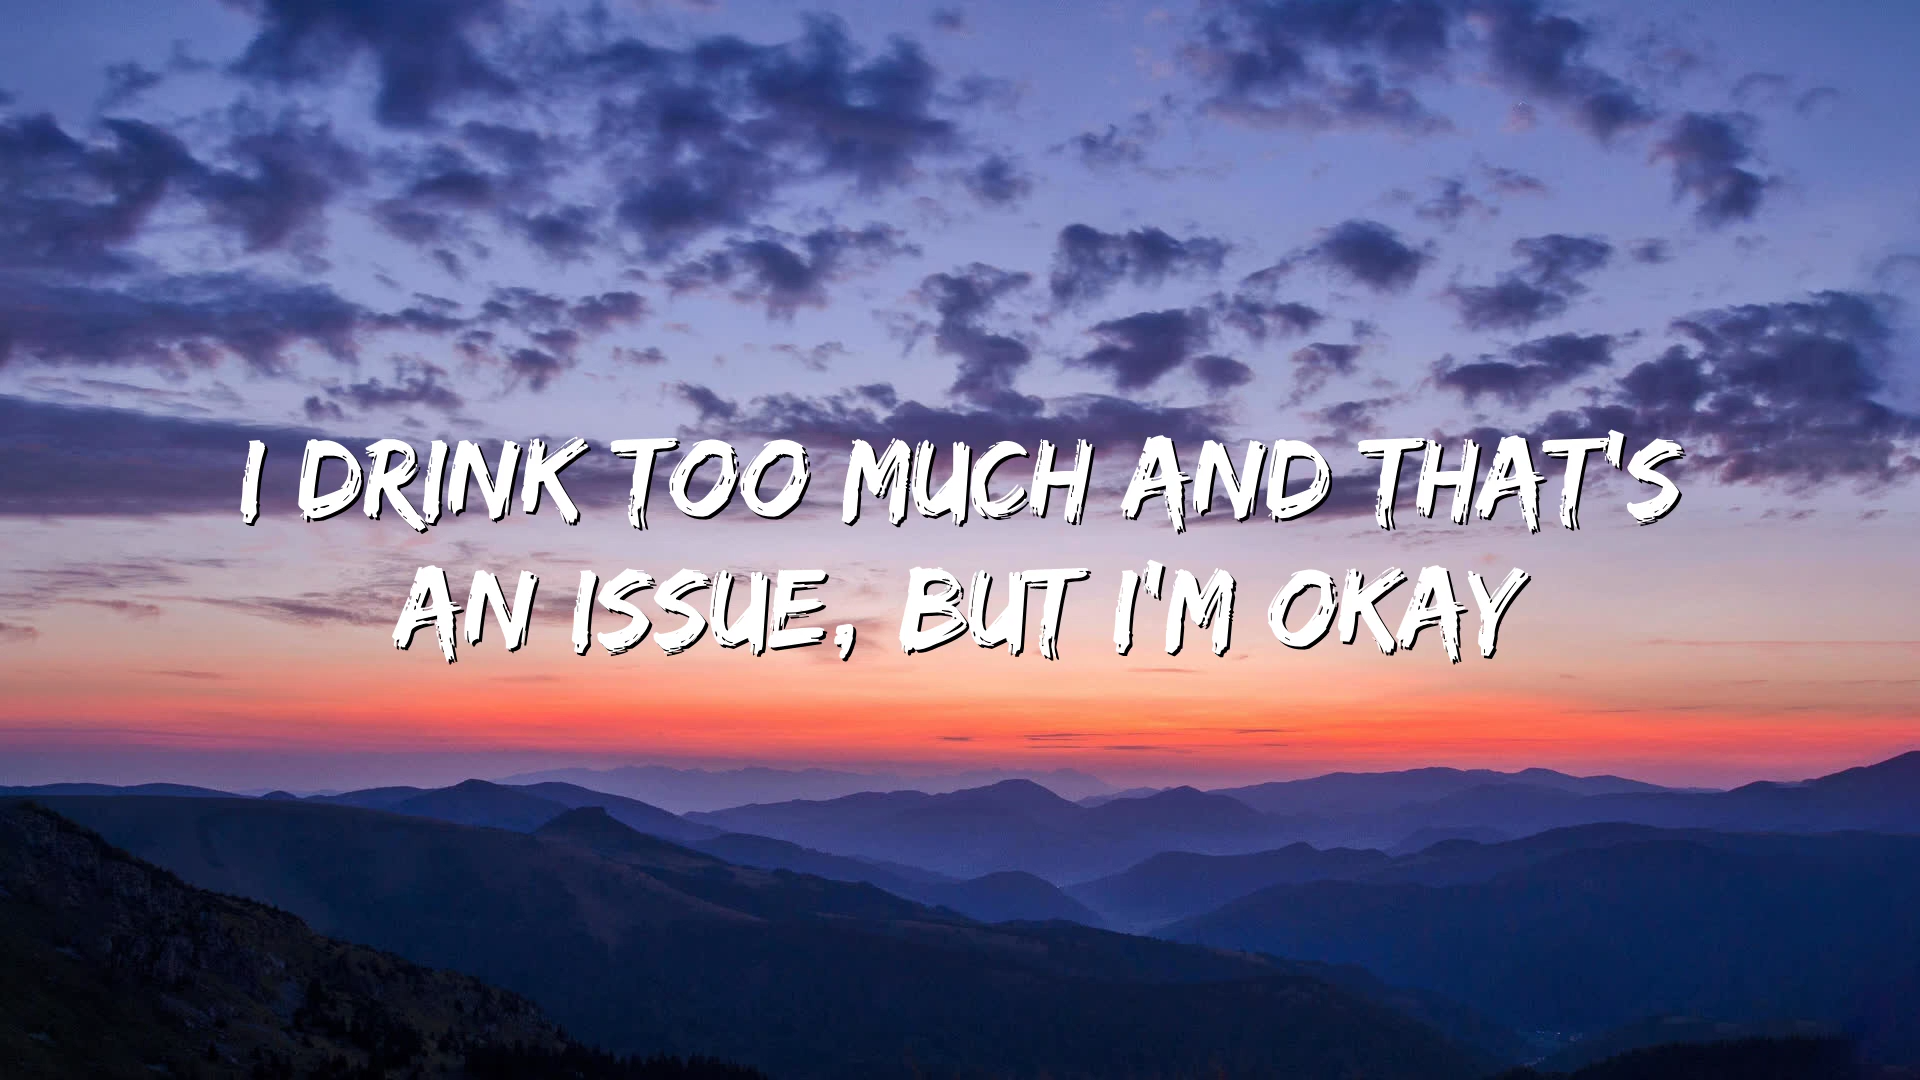 I DRINK TOO MUCH AND THAT'S
AN ISSUE, BUT I'M OKAY